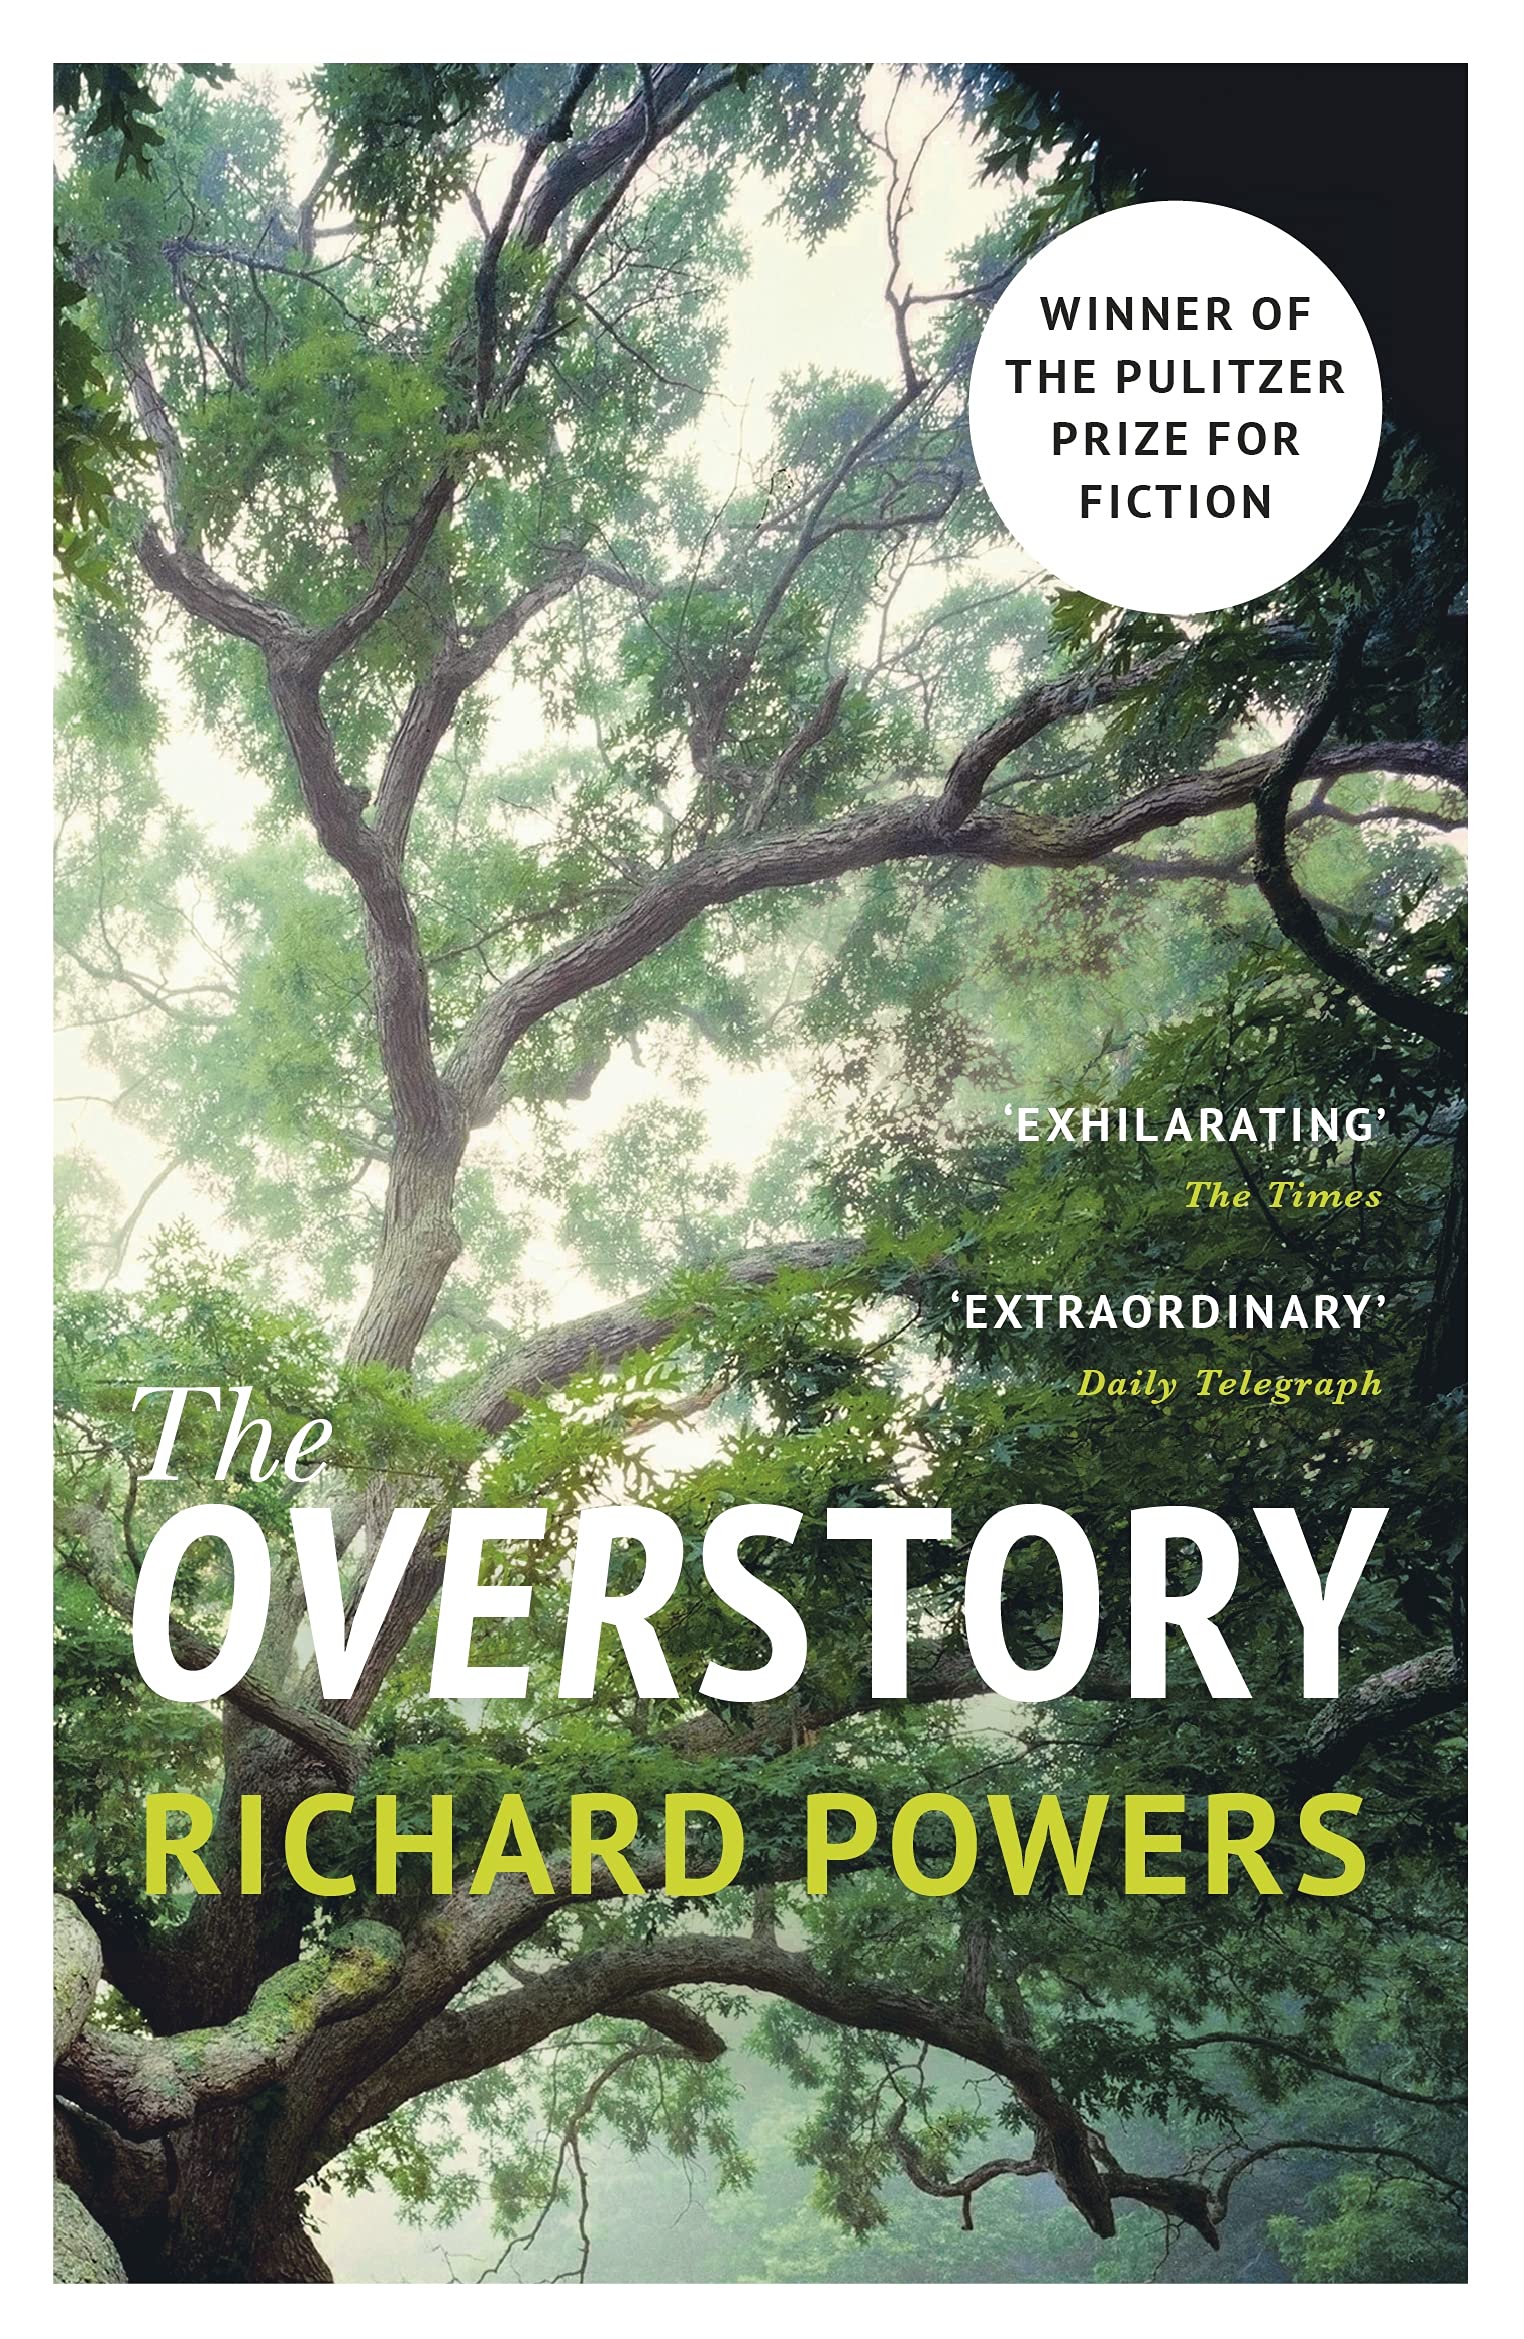 WINNER OF
THE PULITZER
PRIZE FOR
FICTION
‘EXHILARATING’
The Times
‘EXTRAORDINARY’
Daily Telegraph
The
OVERSTORY
RICHARD POWERS